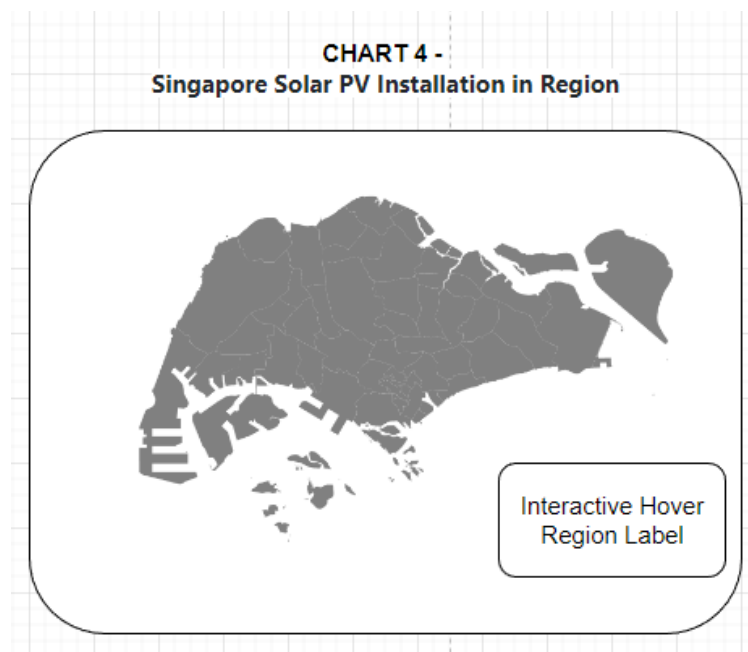 CHART 4 -
Singapore Solar PV Installation in Region
Interactive Hover
Region Label